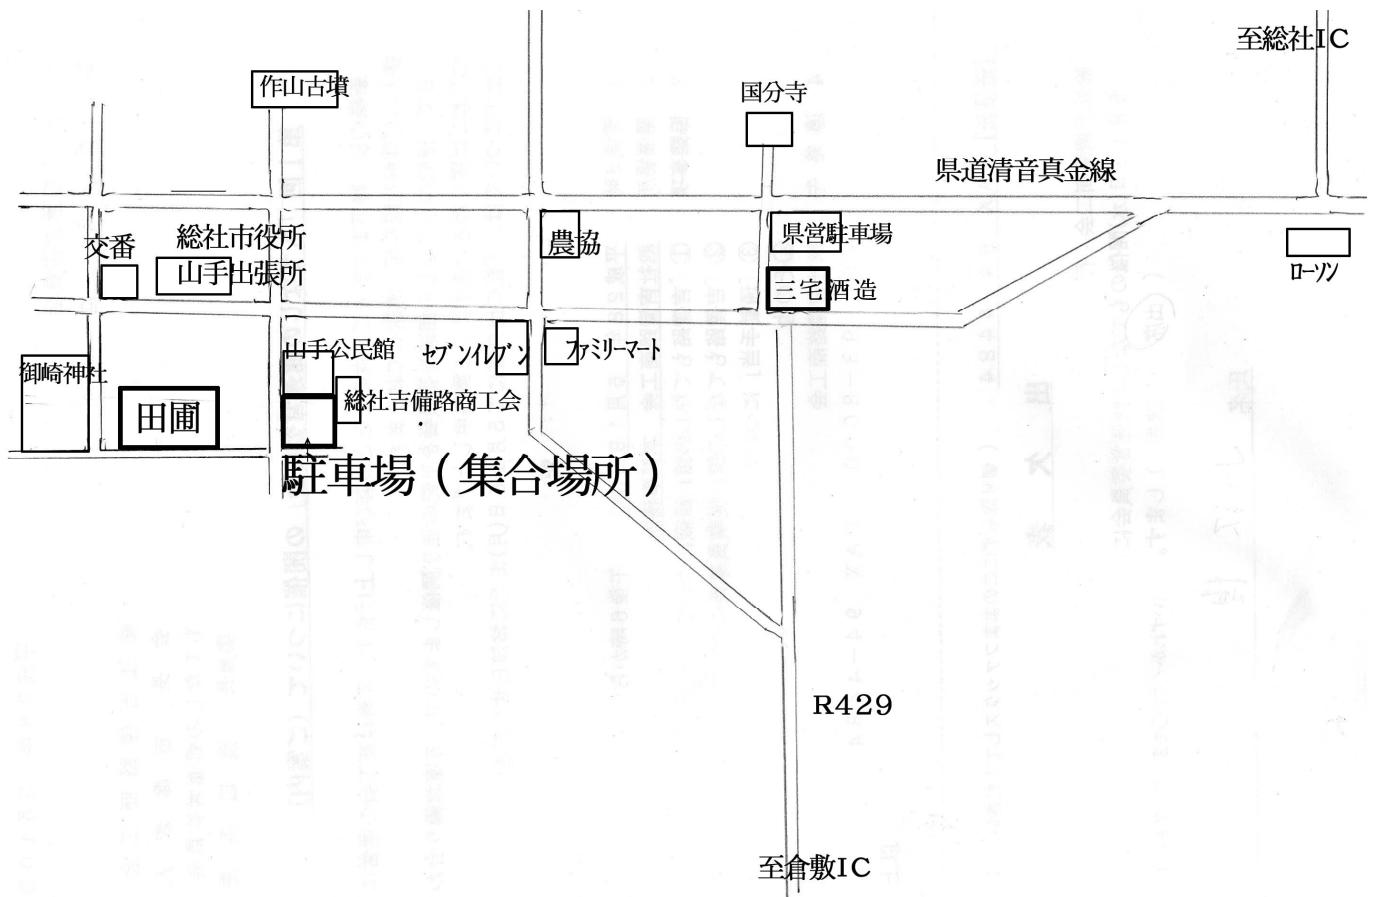 至総社IC
作山古墳
国分寺
県道清音真金線
交番
総社市役所
山手出張所
農協
県営駐車場
三宅酒造
ローソン
御崎神社
田圃
山手公民館
総社吉備路商工会
セブンイレブン
ファミリーマート
駐車場（集合場所）
R429
至倉敷IC